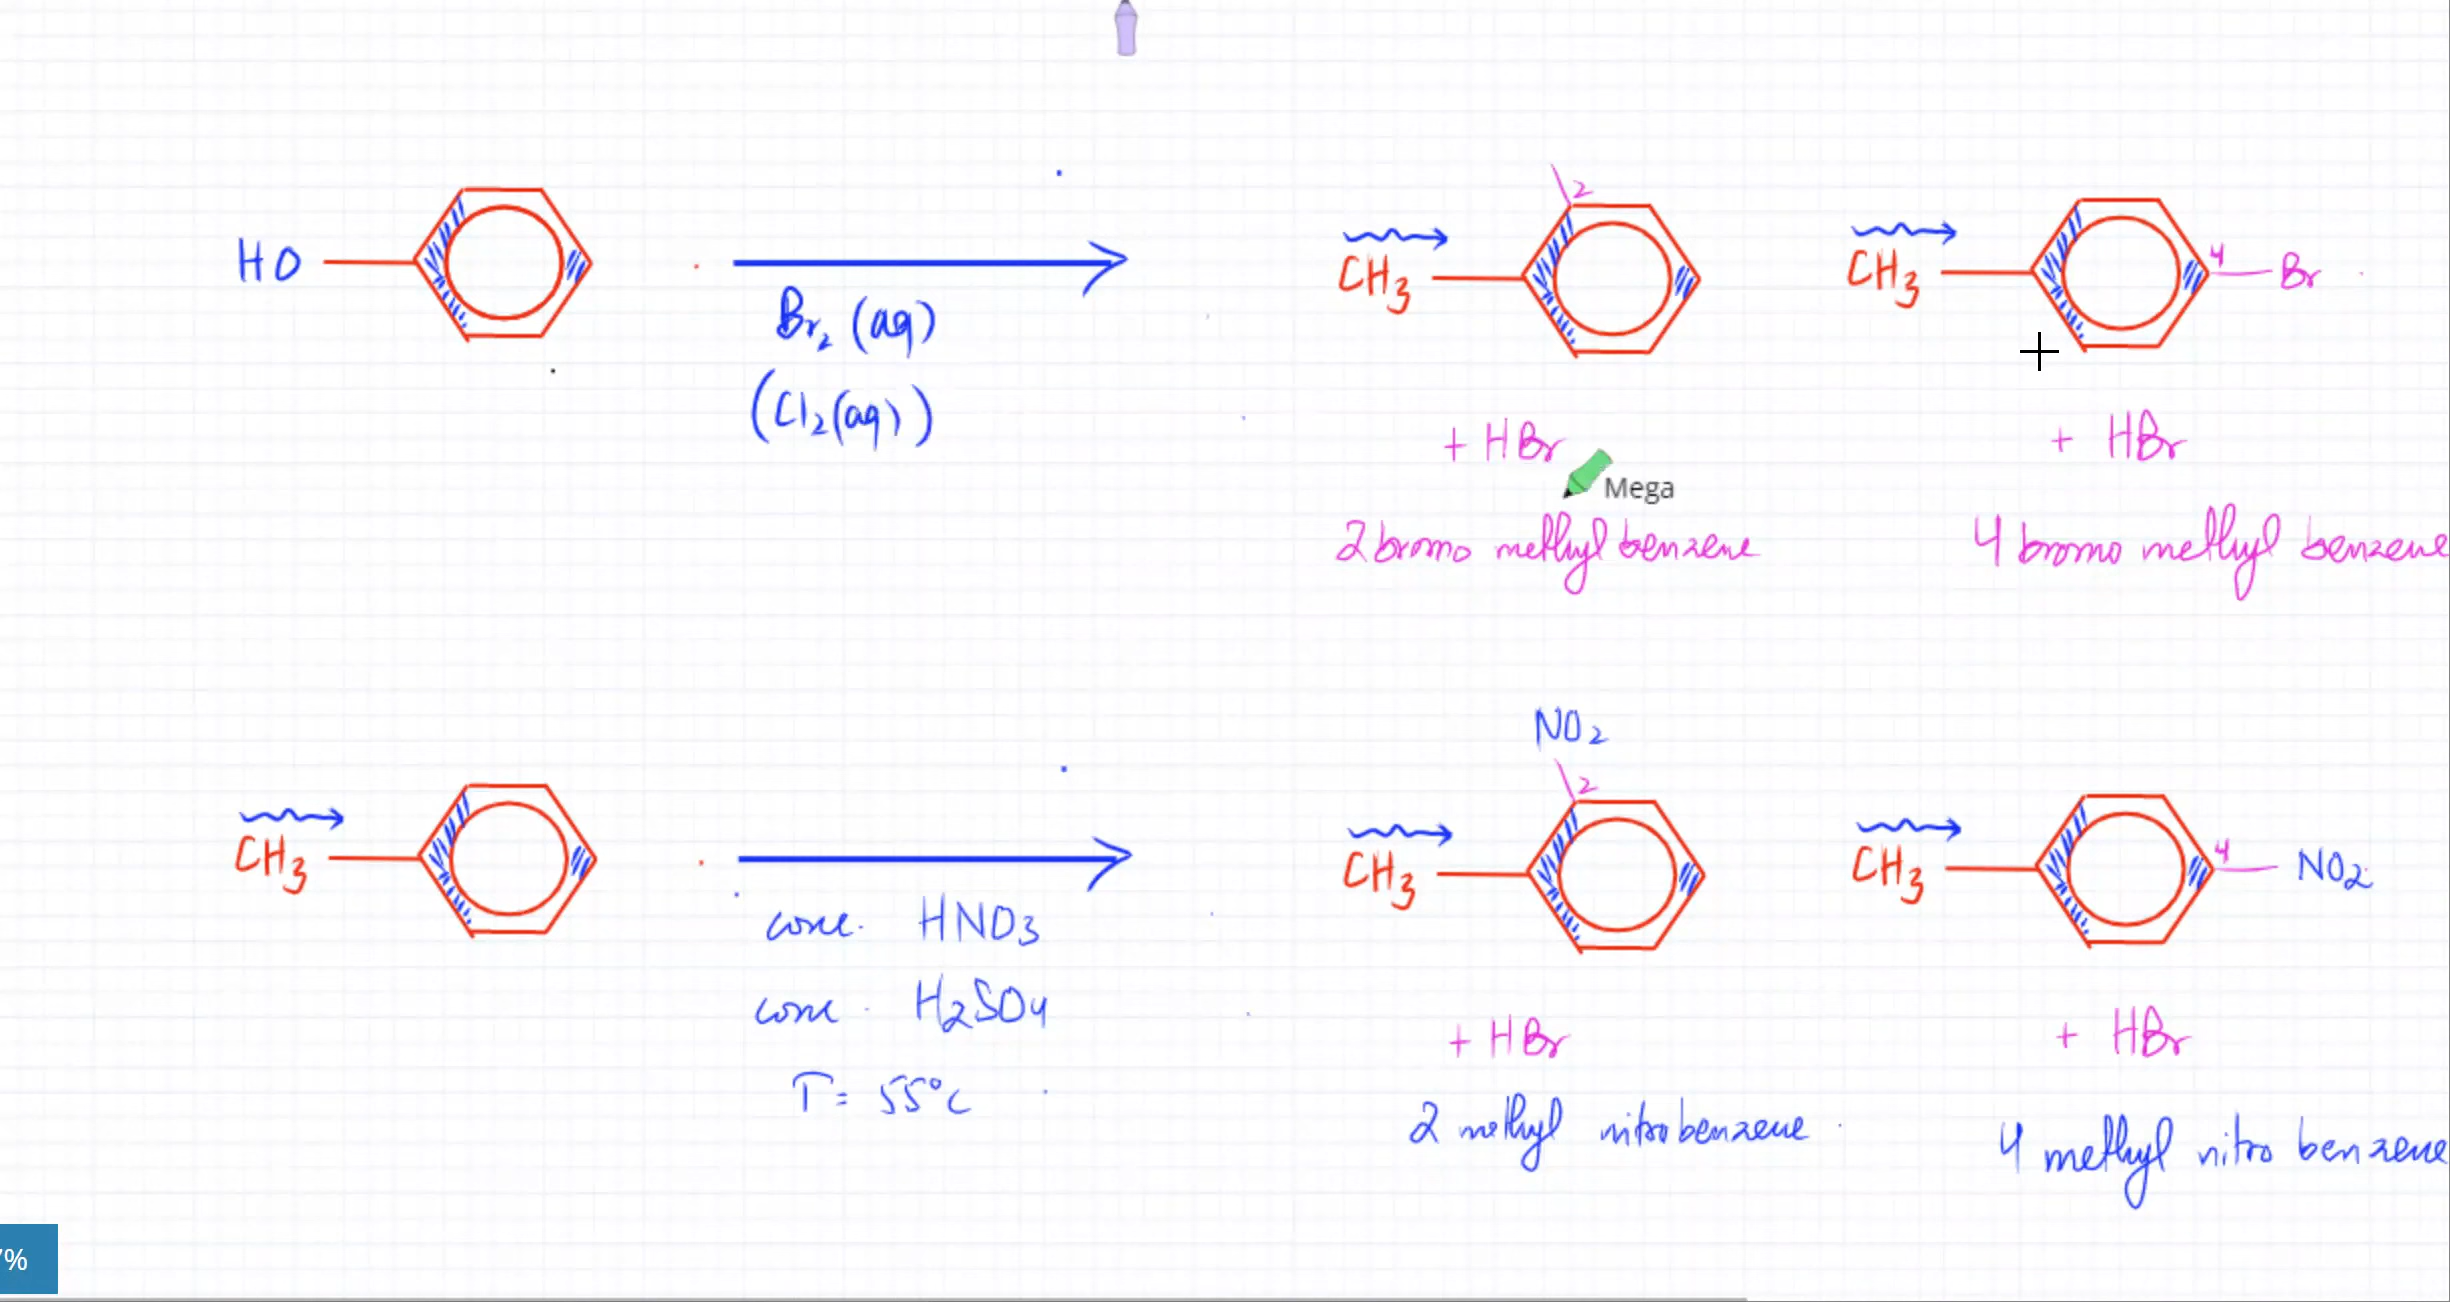 HO
Br₂ (aq)
(Cl₂(aq))
2
CH₃
+ HBr
Mega
2 bromo methyl benzene
CH₃
4
Br
+ HBr
4 bromo methyl benzene
CH₃
conc. HNO₃
conc. H₂SO₄
T = 55°C
NO₂
2
CH₃
+ HBr
2 methyl nitrobenzene
CH₃
4
NO₂
+ HBr
4 methyl nitro benzene
%